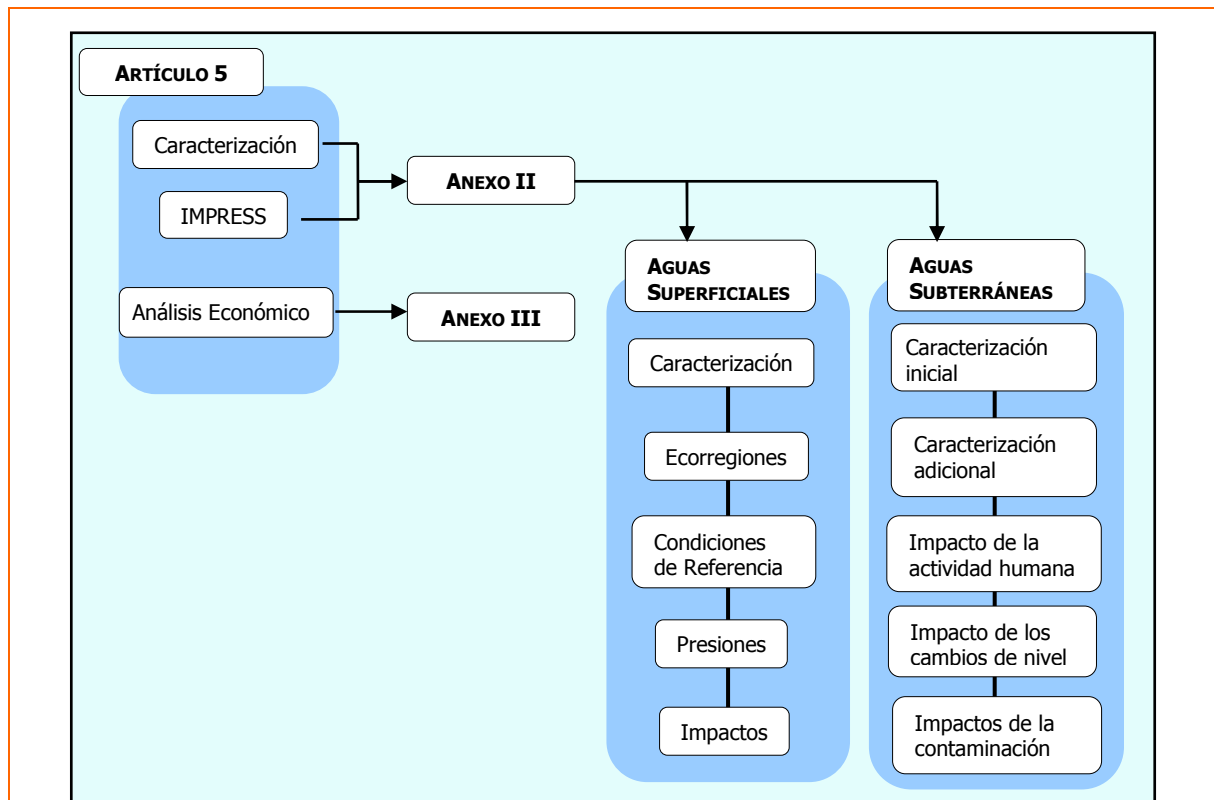 ARTÍCULO 5
Caracterización
IMPRESS
Análisis Económico
ANEXO II
ANEXO III
AGUAS
SUPERFICIALES
Caracterización
Ecorregiones
Condiciones
de Referencia
Presiones
Impactos
AGUAS
SUBTERRÁNEAS
Caracterización
inicial
Caracterización
adicional
Impacto de la
actividad humana
Impacto de los
cambios de nivel
Impactos de la
contaminación